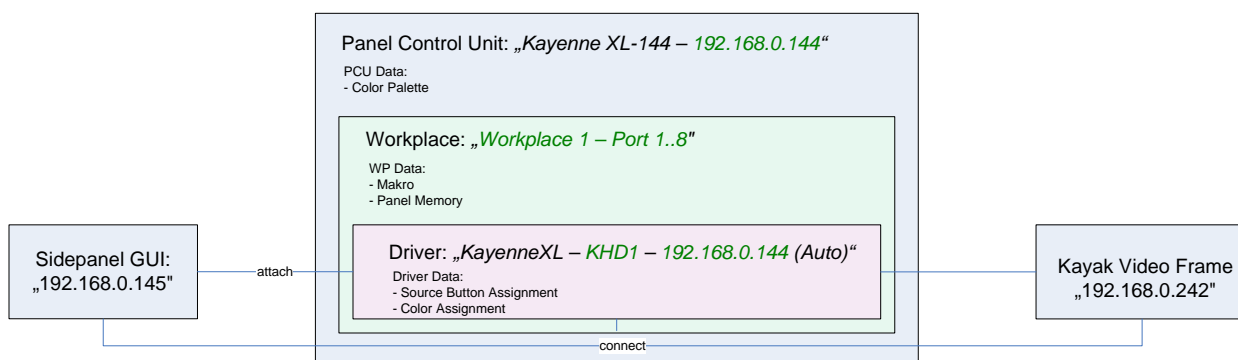 Panel Control Unit: „Kayenne XL-144 – 192.168.0.144“
PCU Data:
- Color Palette
Workplace: „Workplace 1 – Port 1..8"
WP Data:
- Makro
- Panel Memory
Driver: „KayenneXL – KHD1 – 192.168.0.144 (Auto)“
Driver Data:
- Source Button Assignment
- Color Assignment
Sidepanel GUI:
„192.168.0.145"
attach
Kayak Video Frame
„192.168.0.242"
connect